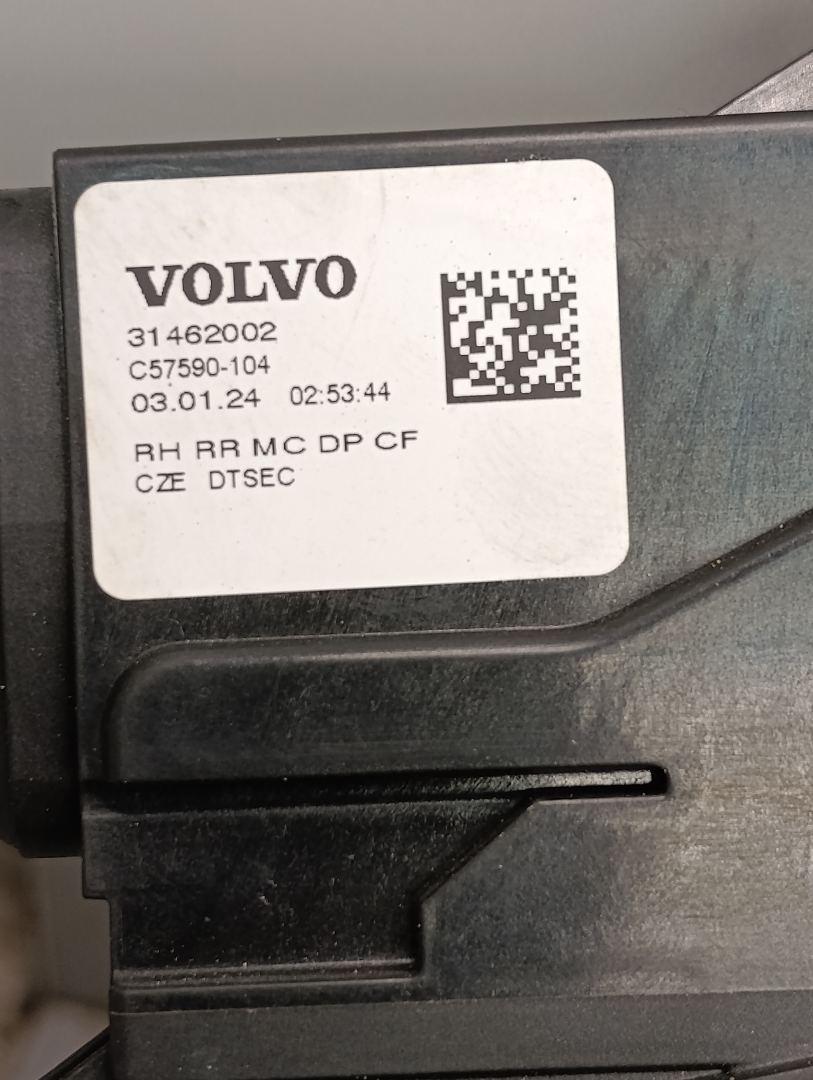 VOLVO
31462002
C57590-104
03.01.24 02:53:44
RH RR MC DP CF
CZE DTSEC